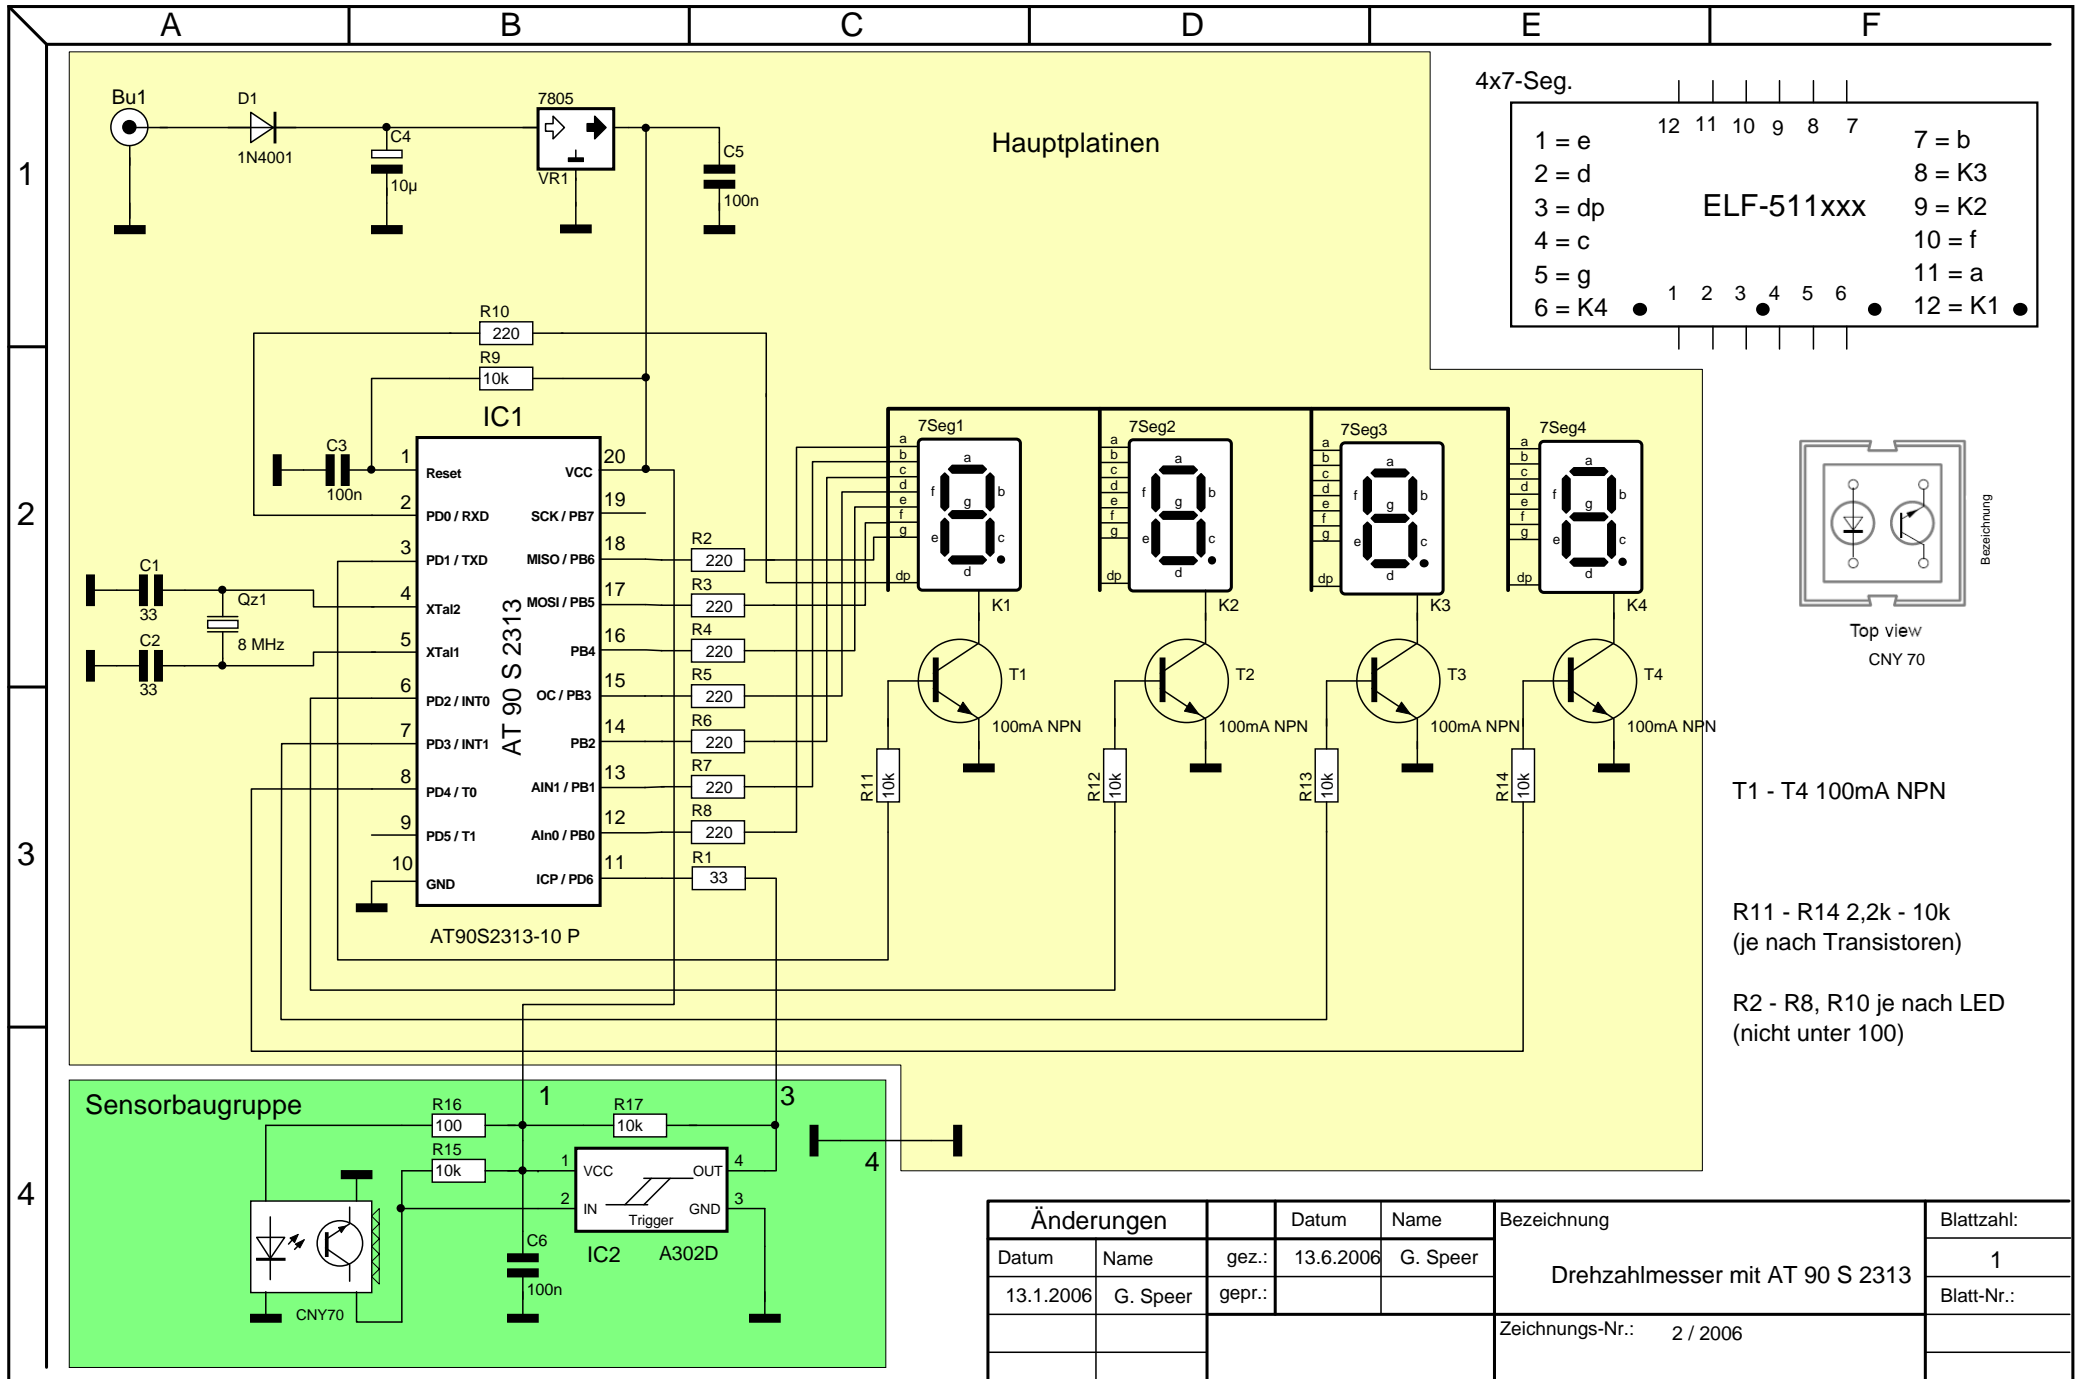 A B C D E F
1
2
3
4
Hauptplatinen
Bu1
D1
1N4001
C4
10µ
7805
VR1
C5
100n
R10
220
R9
10k
IC1
C3
100n
C1
33
Qz1
8 MHz
C2
33
1 Reset
2 PD0 / RXD
3 PD1 / TXD
4 XTal2
5 XTal1
6 PD2 / INT0
7 PD3 / INT1
8 PD4 / T0
9 PD5 / T1
10 GND
20 VCC
19 SCK / PB7
18 MISO / PB6
17 MOSI / PB5
16 PB4
15 OC / PB3
14 PB2
13 AIN1 / PB1
12 AIn0 / PB0
11 ICP / PD6
AT 90 S 2313
AT90S2313-10 P
R2
220
R3
220
R4
220
R5
220
R6
220
R7
220
R8
220
R1
33
7Seg1
a
b
c
d
e
f
g
dp
a
f b
g
e c
d
K1
T1
100mA NPN
R11
10k
7Seg2
a
b
c
d
e
f
g
dp
a
f b
g
e c
d
K2
T2
100mA NPN
R12
10k
7Seg3
a
b
c
d
e
f
g
dp
a
f b
g
e c
d
K3
T3
100mA NPN
R13
10k
7Seg4
a
b
c
d
e
f
g
dp
a
f b
g
e c
d
K4
T4
100mA NPN
R14
10k
4x7-Seg.
12 11 10 9 8 7
1 = e
2 = d
3 = dp
4 = c
5 = g
6 = K4
ELF-511xxx
7 = b
8 = K3
9 = K2
10 = f
11 = a
12 = K1
1 2 3 4 5 6
Bezeichnung
Top view
CNY 70
T1 - T4 100mA NPN
R11 - R14 2,2k - 10k
(je nach Transistoren)
R2 - R8, R10 je nach LED
(nicht unter 100)
Sensorbaugruppe
R16
100
1
R17
10k
3
R15
10k
4
1 VCC
2 IN
OUT 4
GND 3
Trigger
IC2
A302D
C6
100n
CNY70
Änderungen
Datum Name
13.1.2006 G. Speer
Datum Name
gez.: 13.6.2006 G. Speer
gepr.:
Bezeichnung
Drehzahlmesser mit AT 90 S 2313
Zeichnungs-Nr.: 2 / 2006
Blattzahl:
1
Blatt-Nr.: